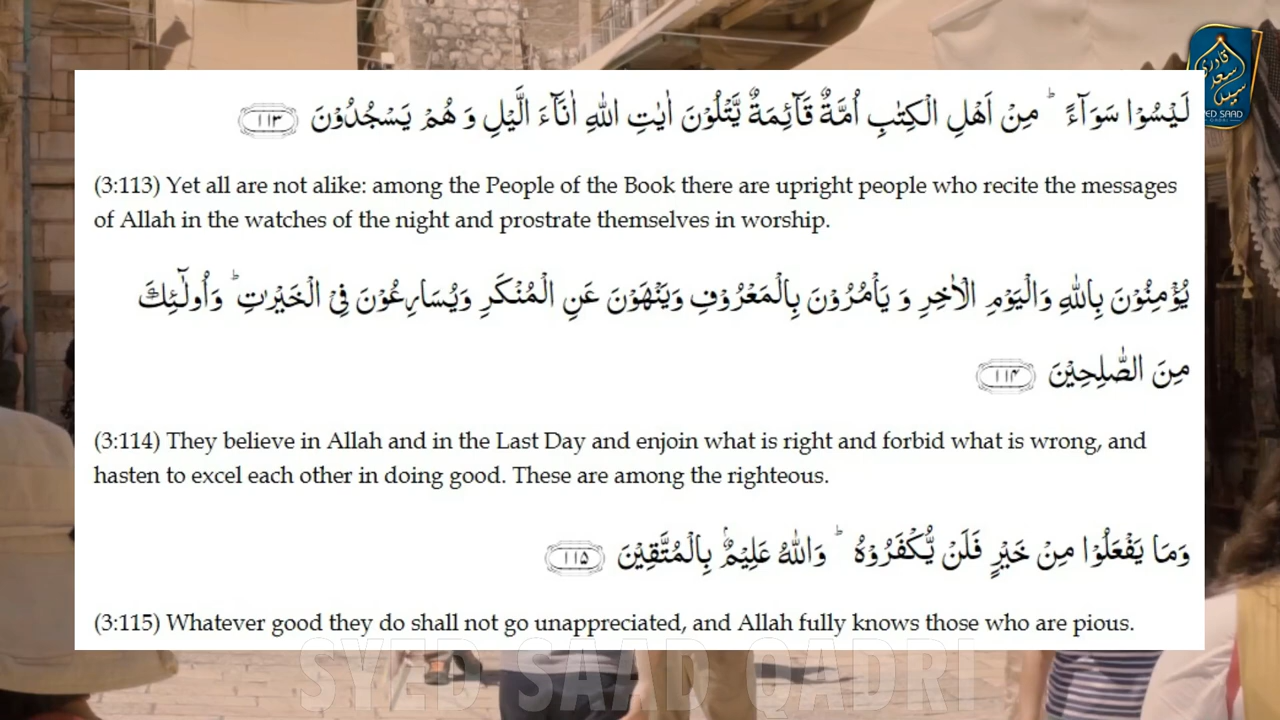 لَيْسُوْا سَوَآءً ؕ مِنْ اَهْلِ الْكِتٰبِ اُمَّةٌ قَآئِمَةٌ يَّتْلُوْنَ اٰيٰتِ اللّٰهِ اٰنَآءَ الَّيْلِ وَ هُمْ يَسْجُدُوْنَ ۱۱۳
(3:113) Yet all are not alike: among the People of the Book there are upright people who recite the messages
of Allah in the watches of the night and prostrate themselves in worship.
يُؤْمِنُوْنَ بِاللّٰهِ وَالْيَوْمِ الْاٰخِرِ وَ يَاْمُرُوْنَ بِالْمَعْرُوْفِ وَيَنْهَوْنَ عَنِ الْمُنْكَرِ وَيُسَارِعُوْنَ فِى الْخَيْرٰتِ ؕ وَاُولٰٓئِكَ
مِنَ الصّٰلِحِيْنَ ۱۱۴
(3:114) They believe in Allah and in the Last Day and enjoin what is right and forbid what is wrong, and
hasten to excel each other in doing good. These are among the righteous.
وَمَا يَفْعَلُوْا مِنْ خَيْرٍ فَلَنْ يُّكْفَرُوْهُ ؕ وَاللّٰهُ عَلِيْمٌۢ بِالْمُتَّقِيْنَ ۱۱۵
(3:115) Whatever good they do shall not go unappreciated, and Allah fully knows those who are pious.
SYED SAAD QADRI